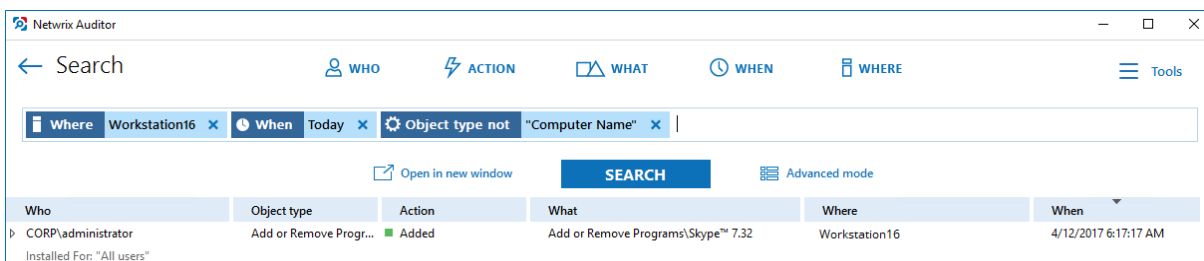 Netwrix Auditor
Search WHO ACTION WHAT WHEN WHERE Tools
Where Workstation16 When Today Object type not "Computer Name"
Open in new window SEARCH Advanced mode
Who Object type Action What Where When
CORP\administrator Add or Remove Progr... Added Add or Remove Programs\Skype™ 7.32 Workstation16 4/12/2017 6:17:17 AM
Installed For: "All users"